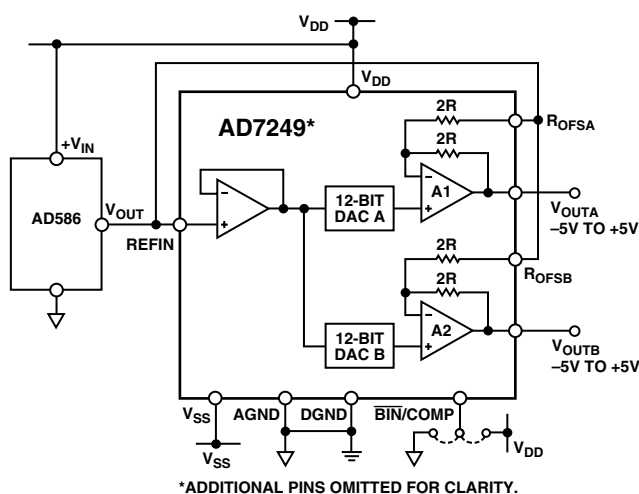 V_DD
V_DD
AD7249*
2R
R_OFSA
2R
+V_IN
AD586
V_OUT
REFIN
12-BIT
DAC A
A1
V_OUTA
–5V TO +5V
2R
R_OFSB
2R
12-BIT
DAC B
A2
V_OUTB
–5V TO +5V
V_SS
AGND
DGND
B̅I̅N̅/COMP
V_SS
V_DD
*ADDITIONAL PINS OMITTED FOR CLARITY.